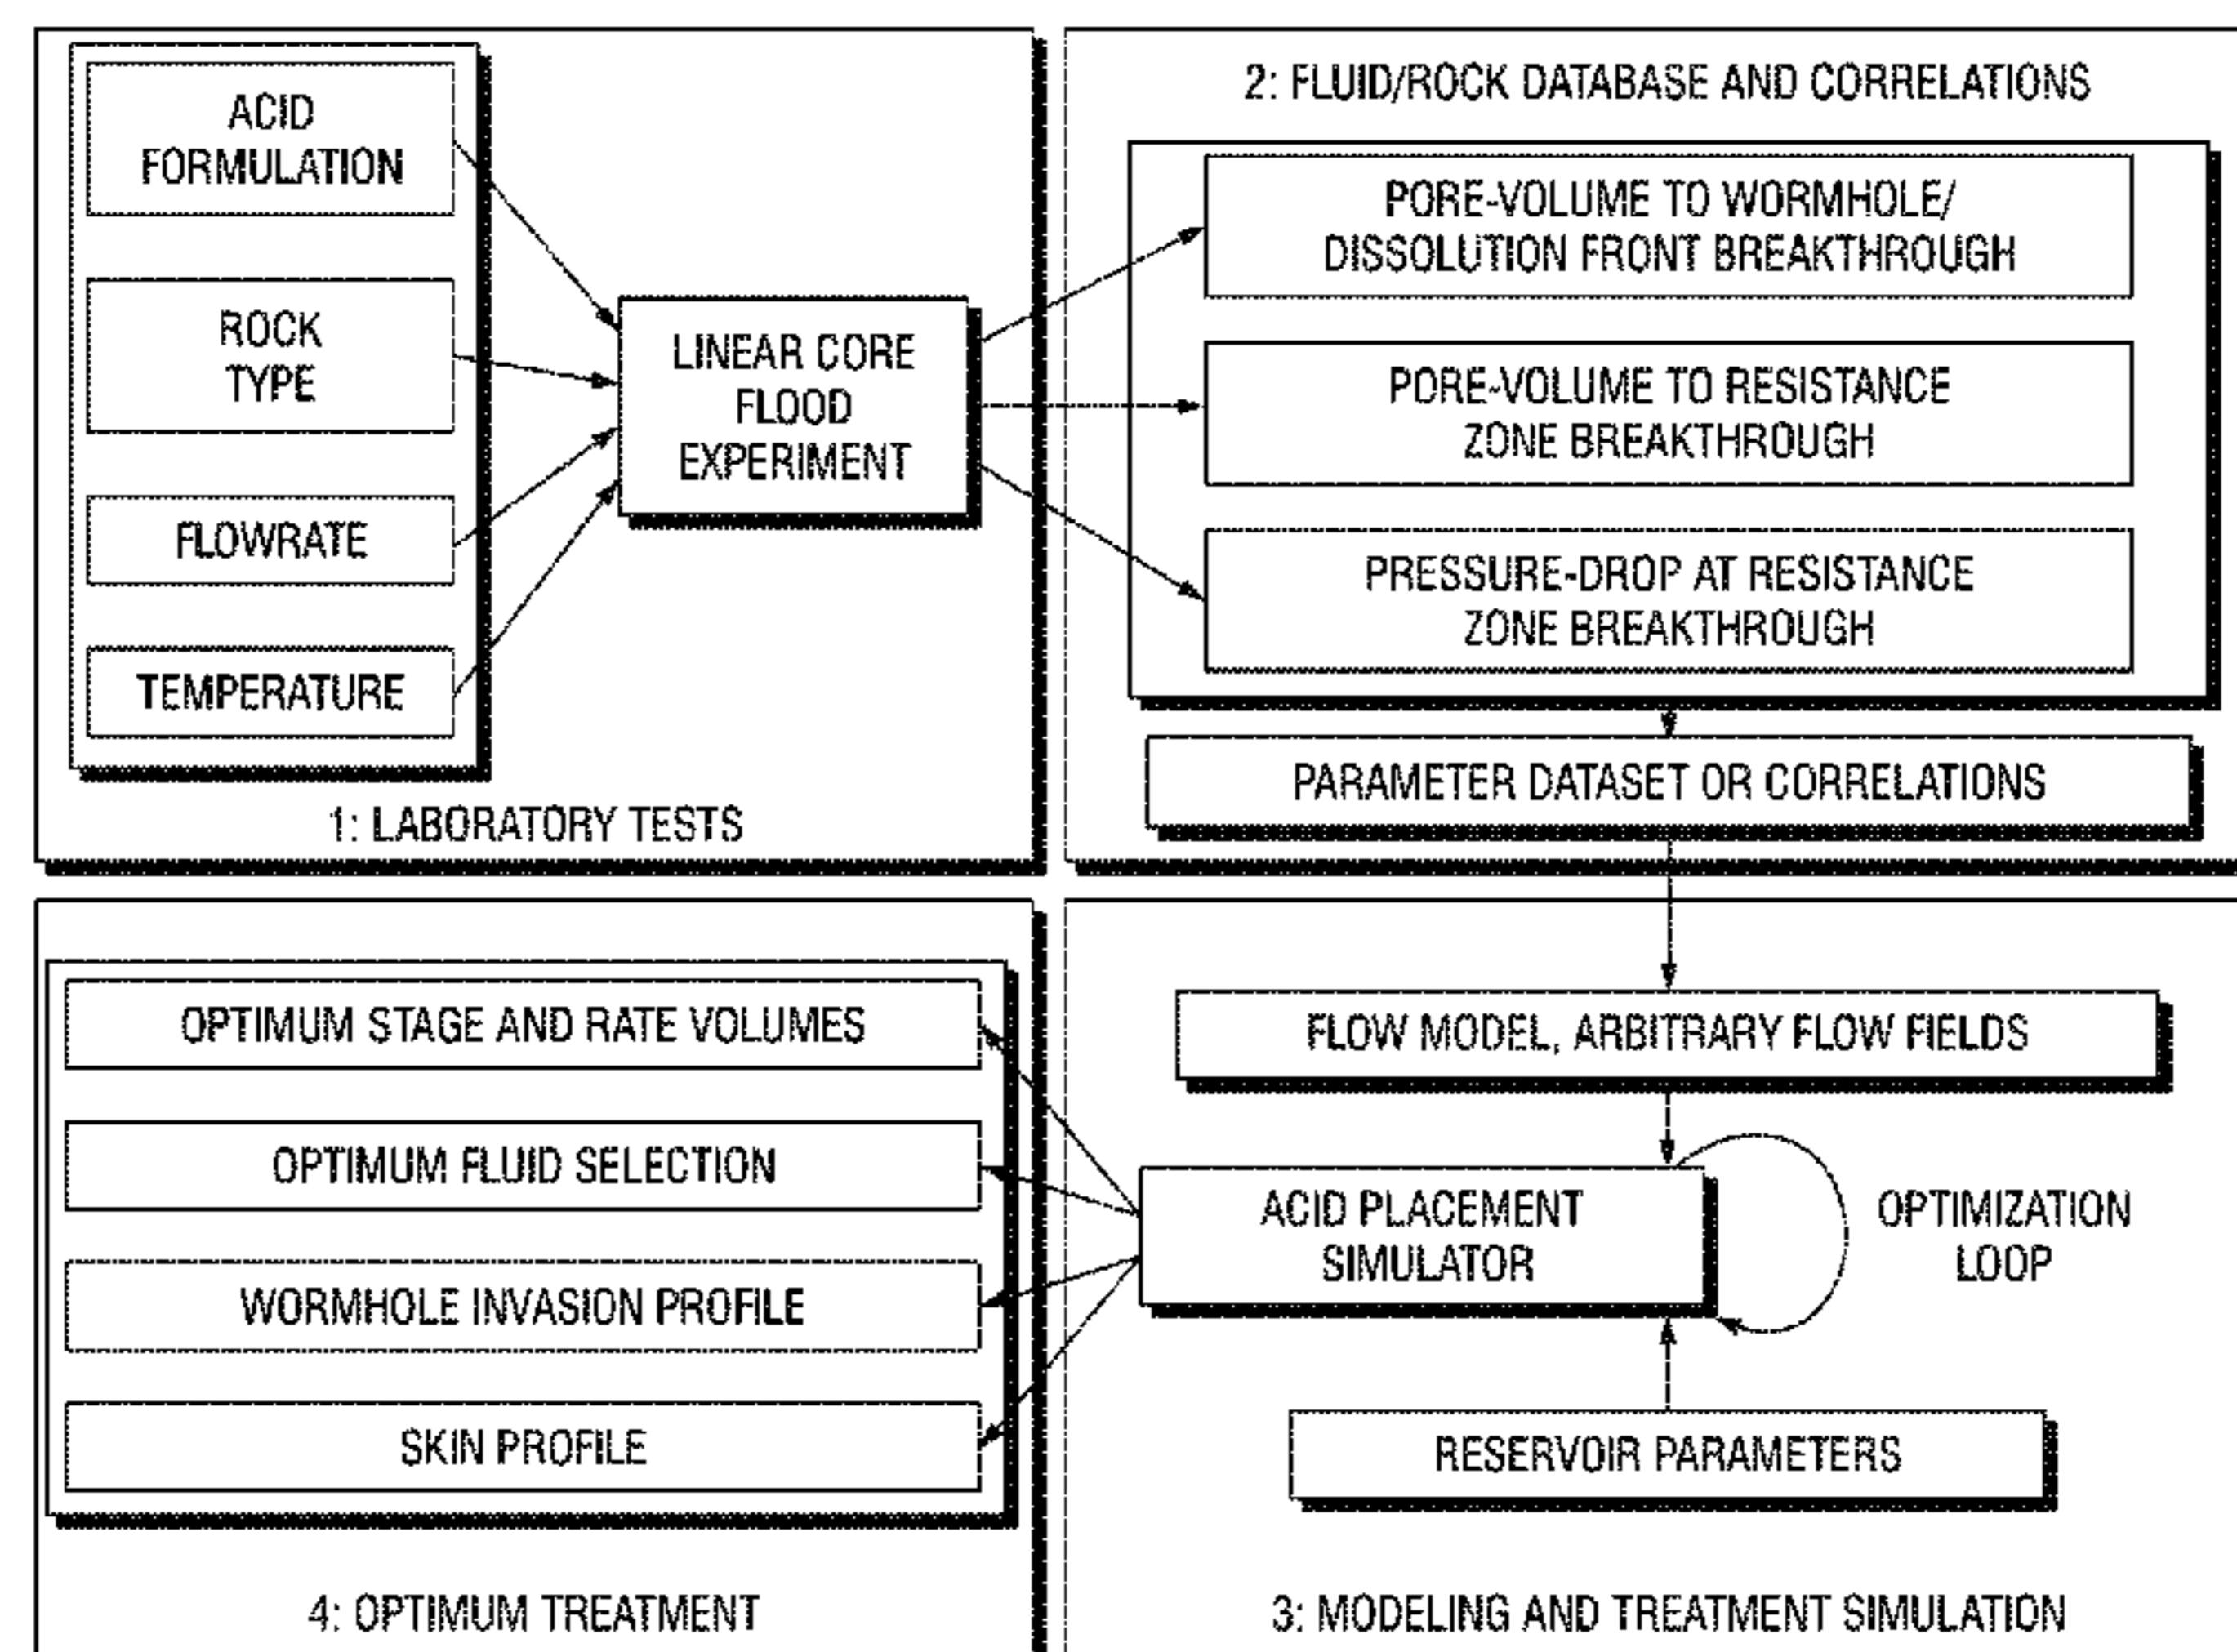 ACID
FORMULATION
ROCK
TYPE
FLOWRATE
TEMPERATURE
LINEAR CORE
FLOOD
EXPERIMENT
1: LABORATORY TESTS
2: FLUID/ROCK DATABASE AND CORRELATIONS
PORE-VOLUME TO WORMHOLE/
DISSOLUTION FRONT BREAKTHROUGH
PORE-VOLUME TO RESISTANCE
ZONE BREAKTHROUGH
PRESSURE-DROP AT RESISTANCE
ZONE BREAKTHROUGH
PARAMETER DATASET OR CORRELATIONS
FLOW MODEL, ARBITRARY FLOW FIELDS
ACID PLACEMENT
SIMULATOR
OPTIMIZATION
LOOP
RESERVOIR PARAMETERS
3: MODELING AND TREATMENT SIMULATION
OPTIMUM STAGE AND RATE VOLUMES
OPTIMUM FLUID SELECTION
WORMHOLE INVASION PROFILE
SKIN PROFILE
4: OPTIMUM TREATMENT